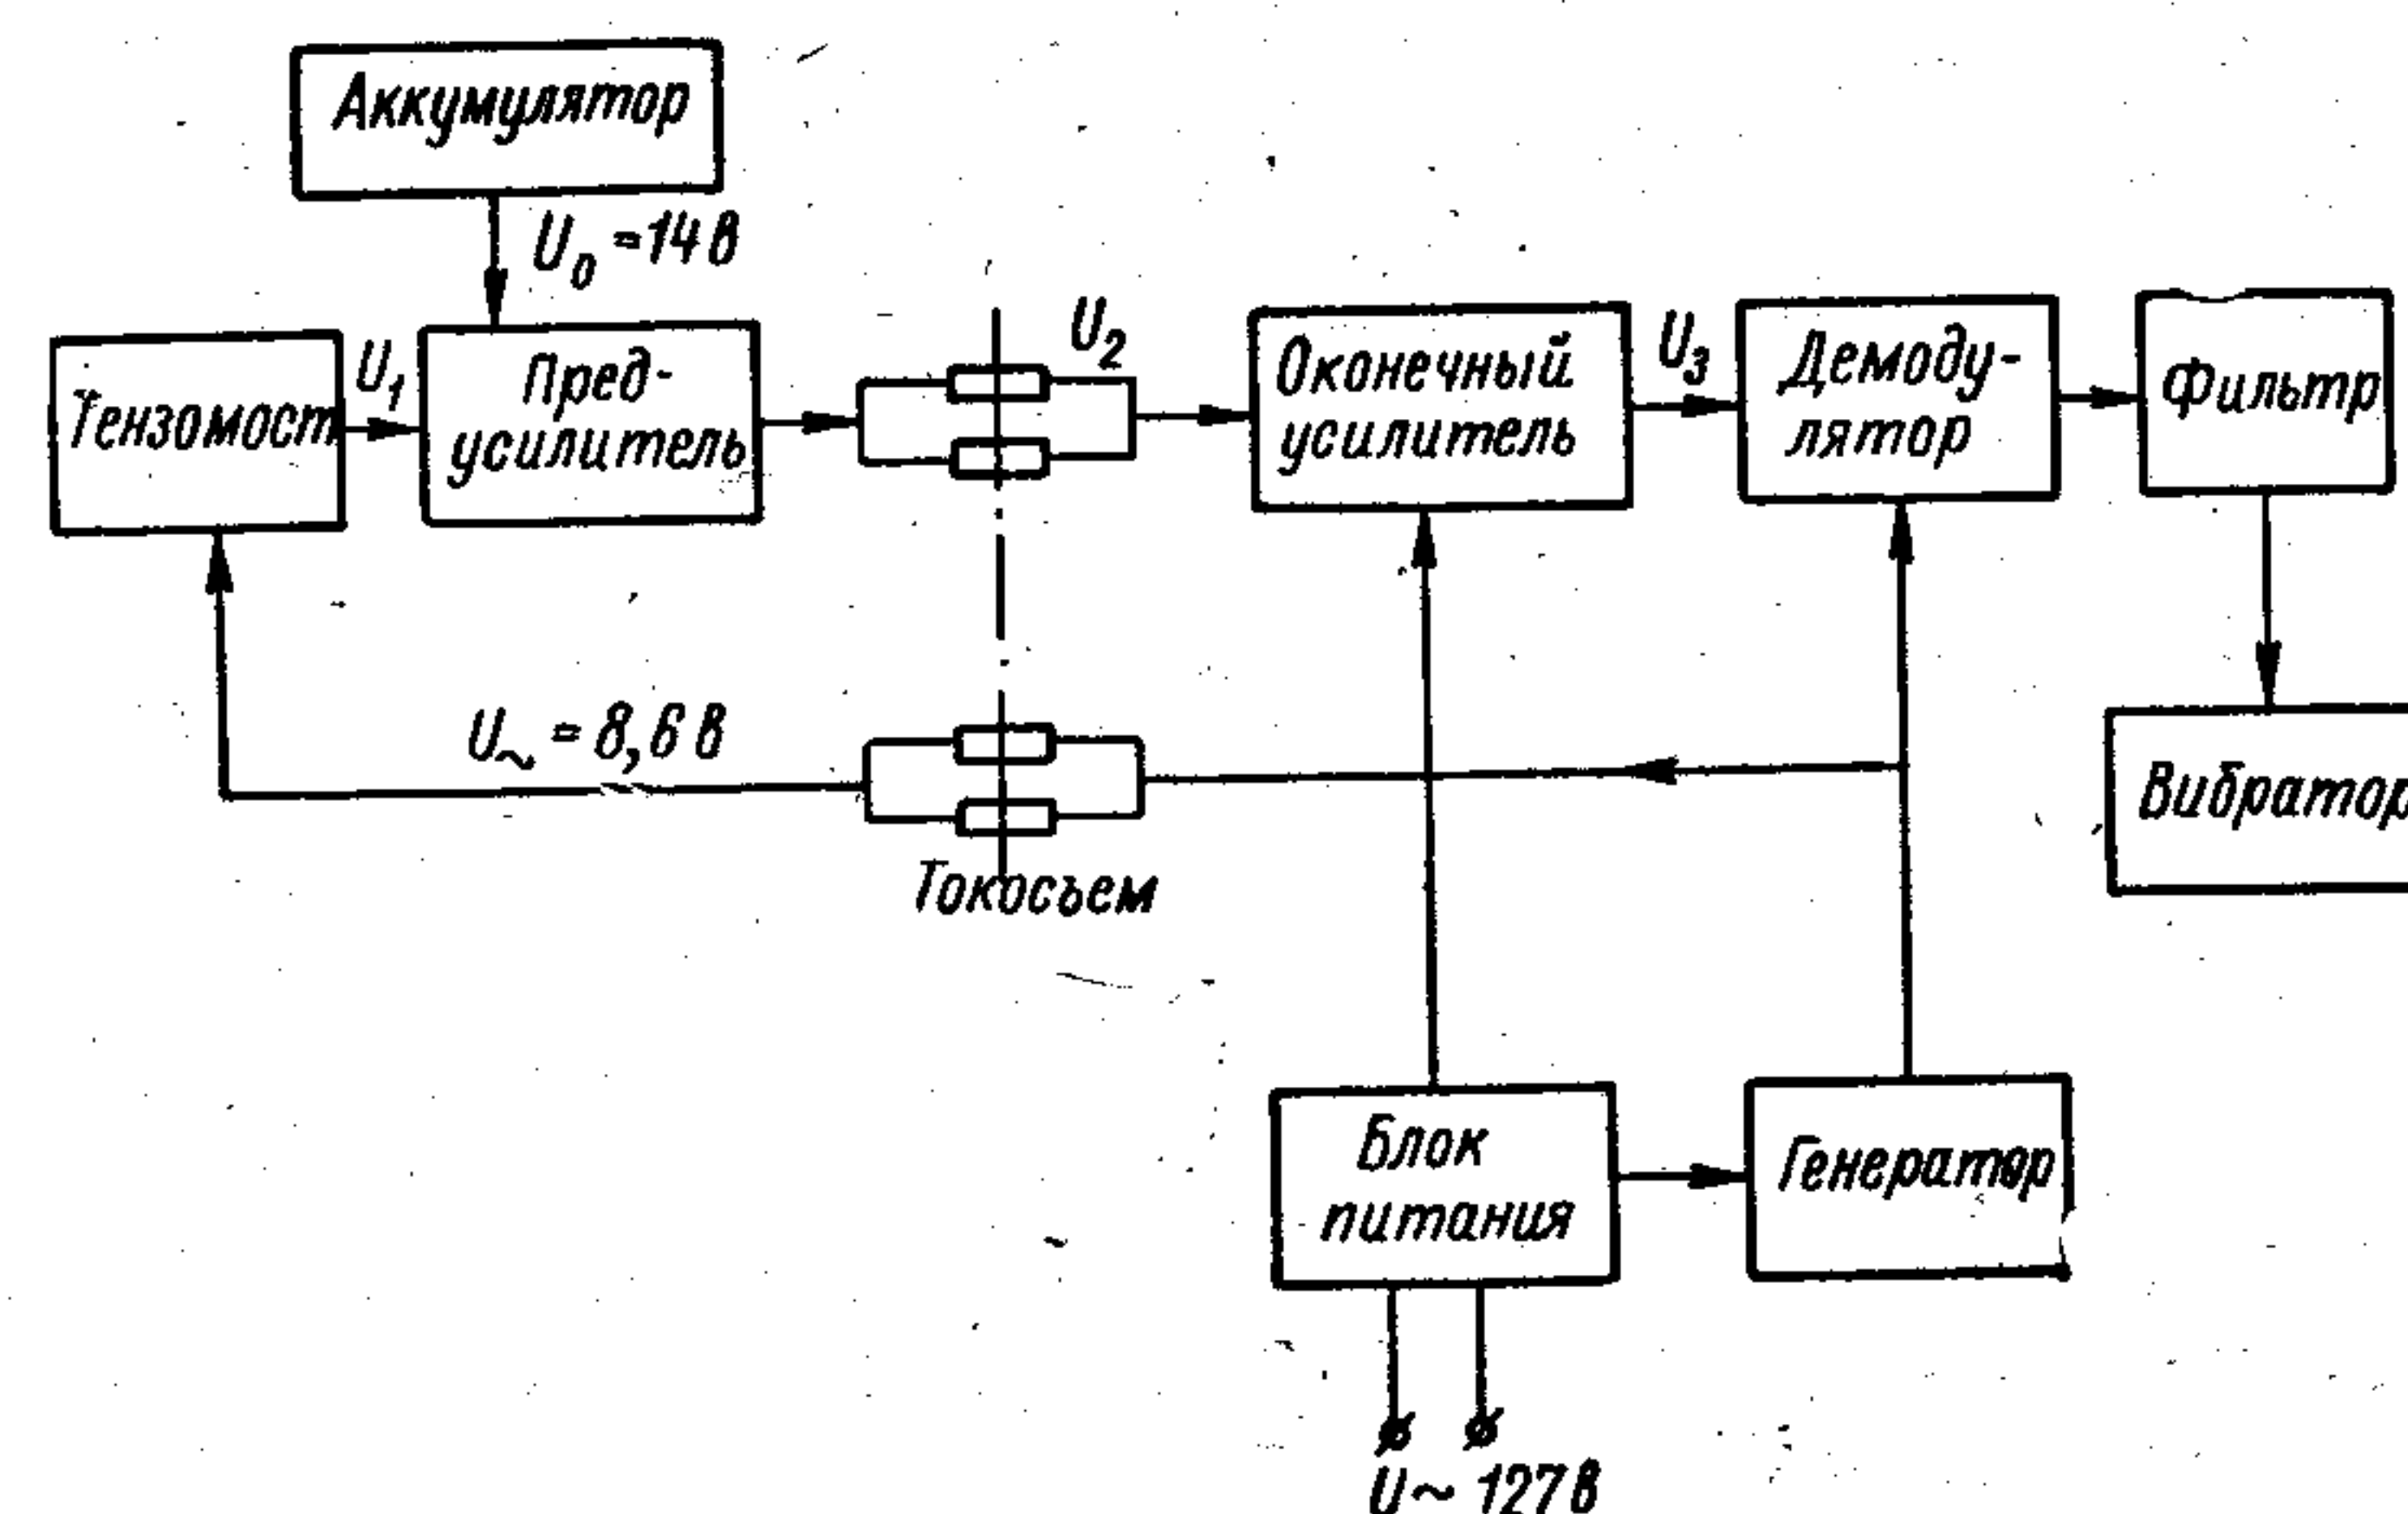 Аккумулятор
U₀ = 14 в
Тензомост
U₁
Пред-
усилитель
U₂
Оконечный
усилитель
U₃
Демоду-
лятор
Фильтр
U~ = 8,6 в
Токосъем
Вибратор
Блок
питания
Генератор
U ~ 127 в